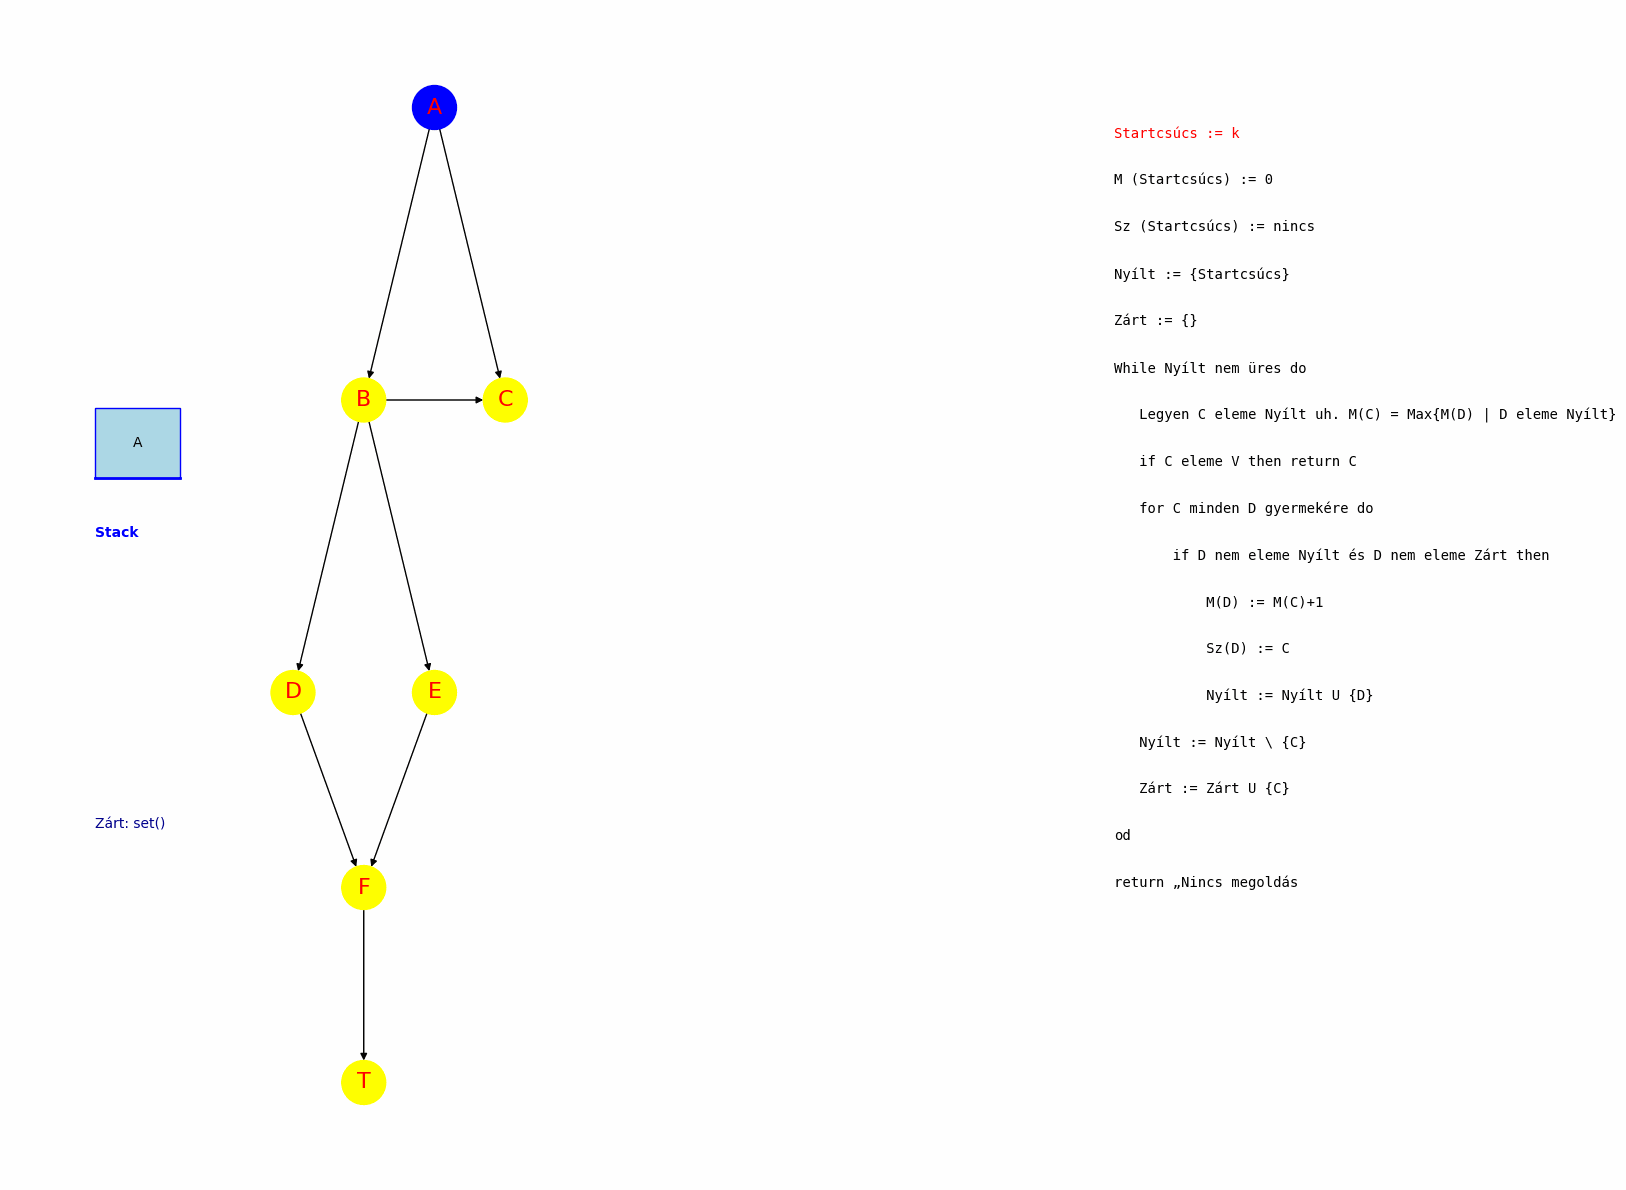 A
B
C
A
Stack
D
E
Zárt: set()
F
T
Startcsúcs := k
M (Startcsúcs) := 0
Sz (Startcsúcs) := nincs
Nyílt := {Startcsúcs}
Zárt := {}
While Nyílt nem üres do
Legyen C eleme Nyílt uh. M(C) = Max{M(D) | D eleme Nyílt}
if C eleme V then return C
for C minden D gyermekére do
if D nem eleme Nyílt és D nem eleme Zárt then
M(D) := M(C)+1
Sz(D) := C
Nyílt := Nyílt U {D}
Nyílt := Nyílt \ {C}
Zárt := Zárt U {C}
od
return „Nincs megoldás